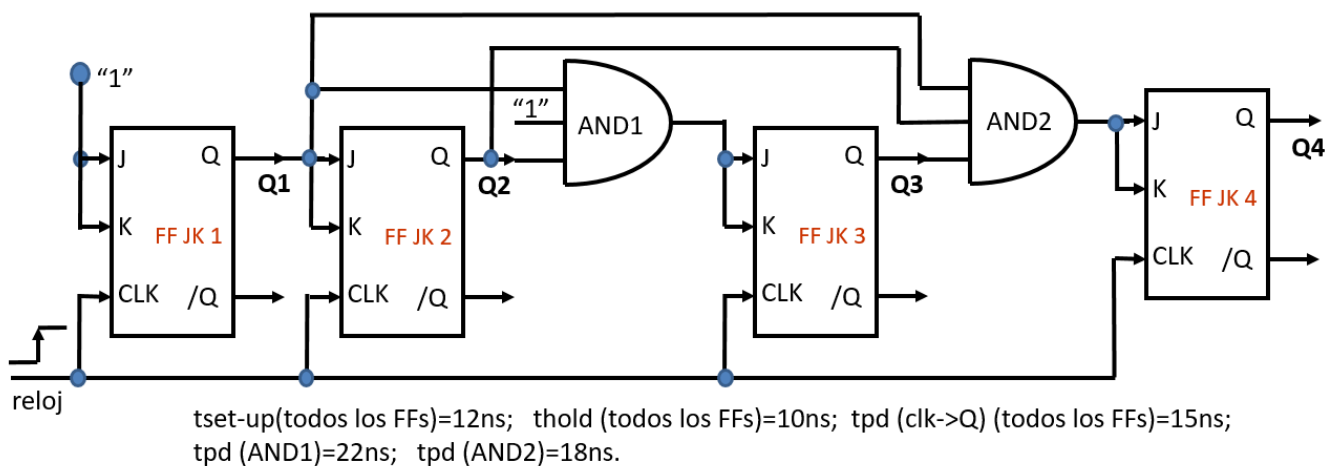 “1”
“1”
AND1
AND2
J
Q
Q1
K
FF JK 1
CLK
/Q
J
Q
Q2
K
FF JK 2
CLK
/Q
J
Q
Q3
K
FF JK 3
CLK
/Q
J
Q
Q4
K
FF JK 4
CLK
/Q
reloj
tset-up(todos los FFs)=12ns; thold (todos los FFs)=10ns; tpd (clk->Q) (todos los FFs)=15ns;
tpd (AND1)=22ns; tpd (AND2)=18ns.